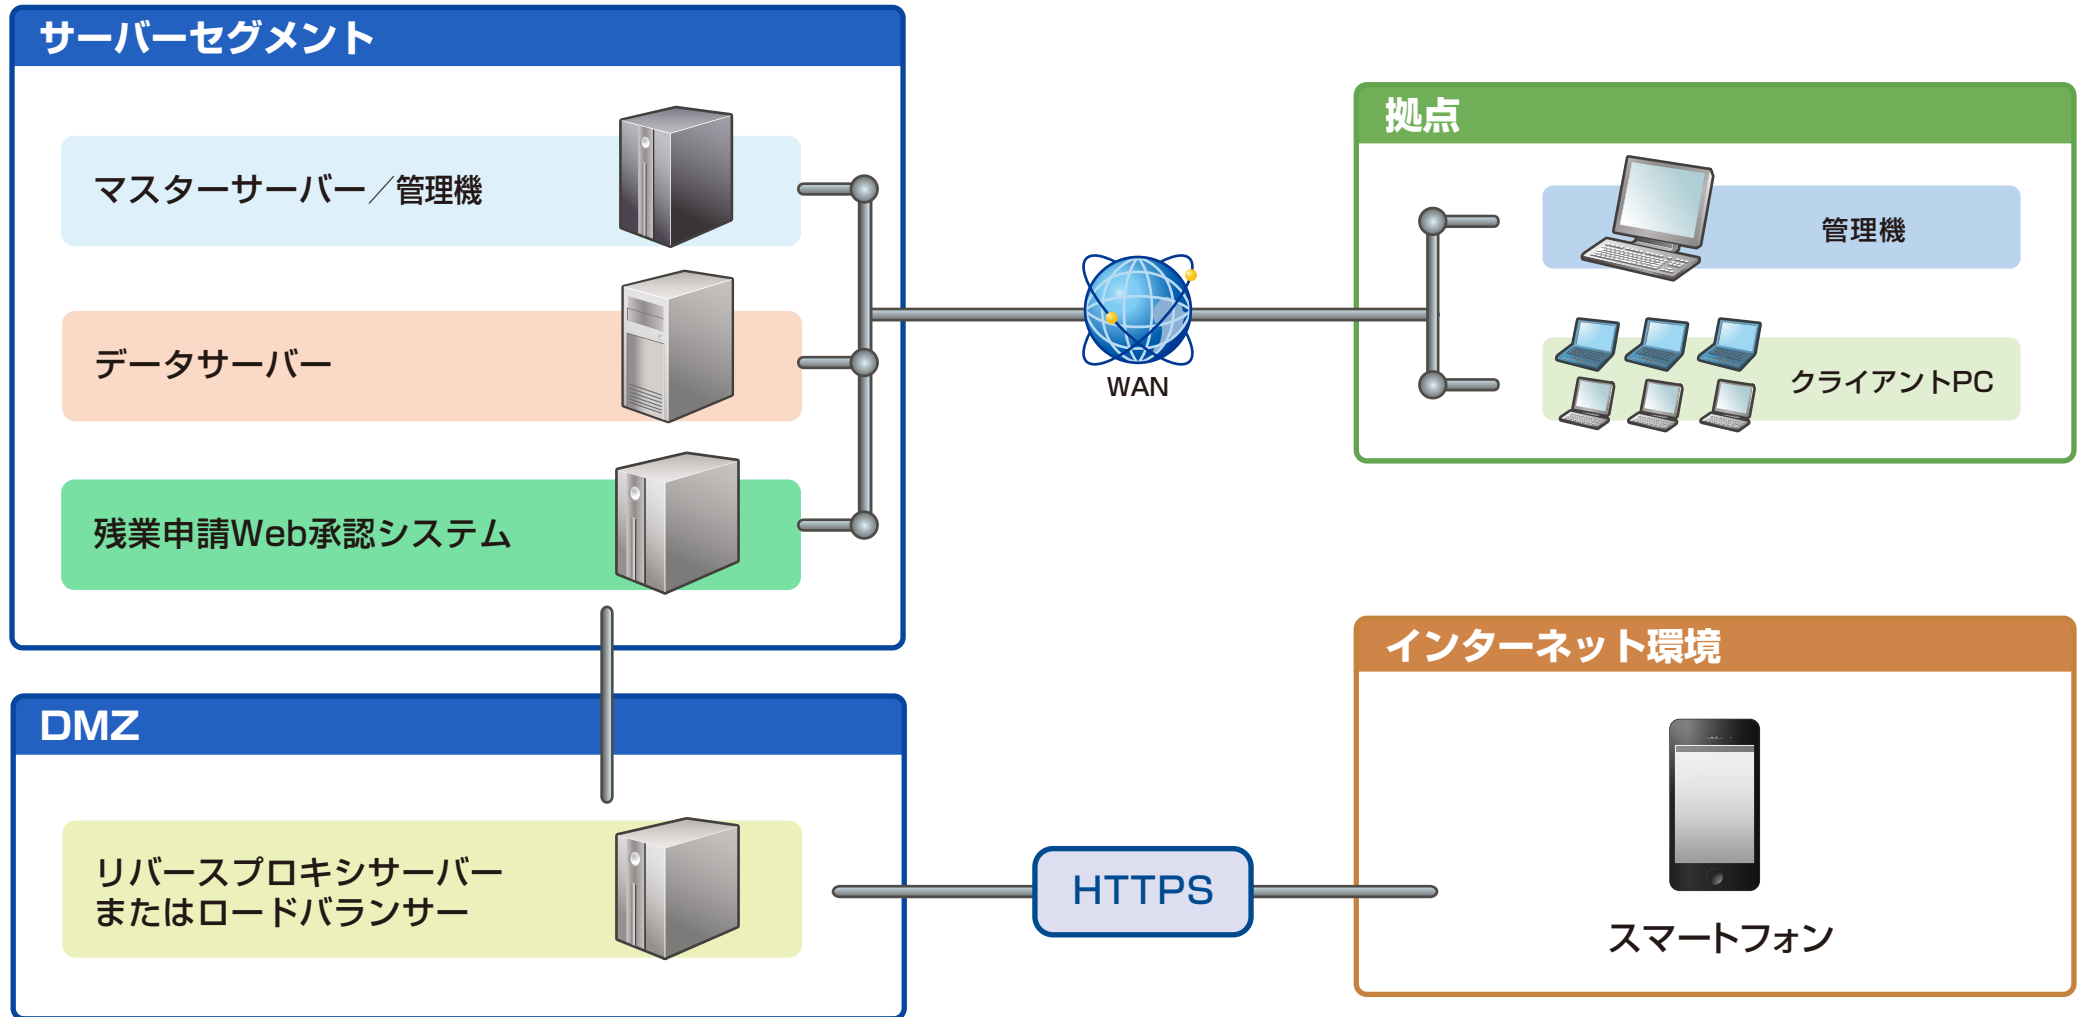 サーバーセグメント
マスターサーバー／管理機
データサーバー
残業申請Web承認システム
WAN
拠点
管理機
クライアントPC
DMZ
リバースプロキシサーバー
またはロードバランサー
HTTPS
インターネット環境
スマートフォン